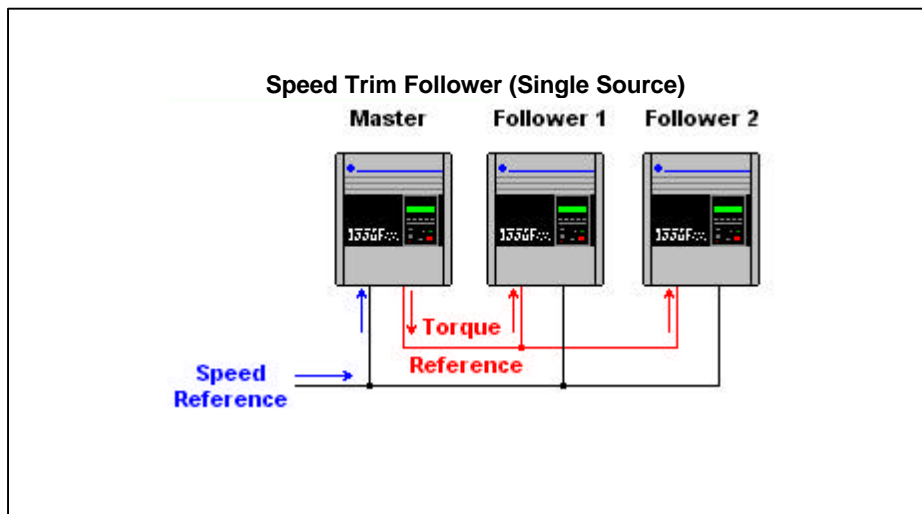 Speed Trim Follower (Single Source)
Master
Follower 1
Follower 2
Torque
Reference
Speed
Reference